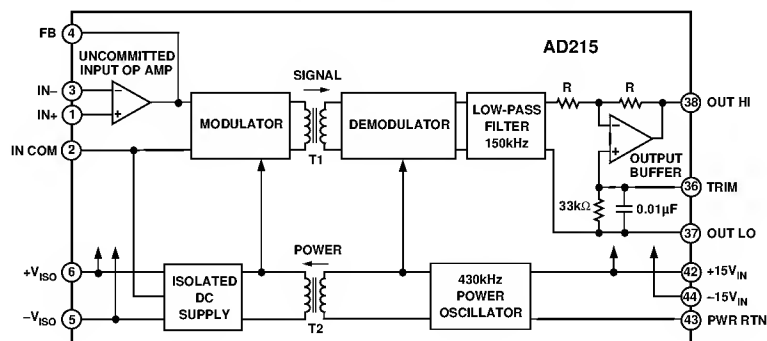 FB
4
UNCOMMITTED
INPUT OP AMP
AD215
IN–
3
–
IN+
1
+
SIGNAL
R
R
38
OUT HI
MODULATOR
DEMODULATOR
LOW-PASS
FILTER
150kHz
–
+
OUTPUT
BUFFER
IN COM
2
T1
36
TRIM
33kΩ
0.01µF
37
OUT LO
POWER
+VISO
6
ISOLATED
DC
SUPPLY
430kHz
POWER
OSCILLATOR
42
+15VIN
44
–15VIN
–VISO
5
T2
43
PWR RTN